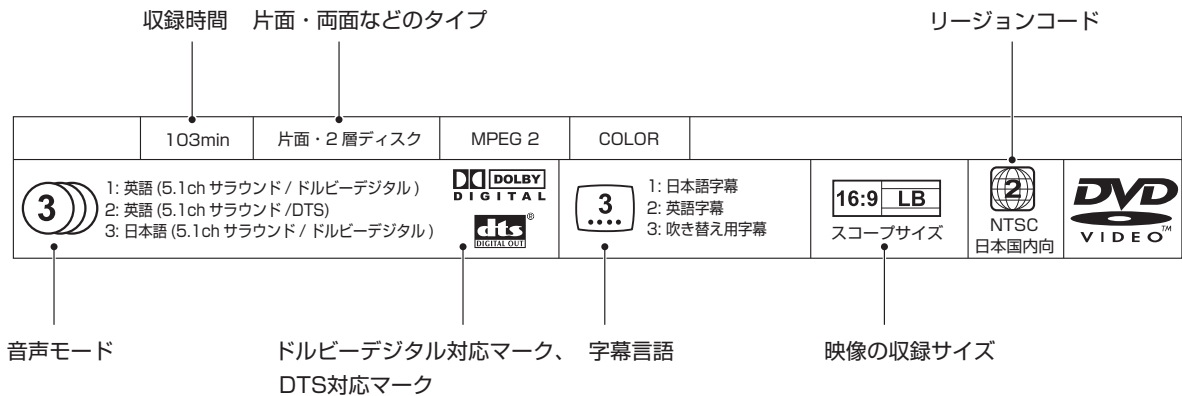 収録時間
片面・両面などのタイプ
リージョンコード
103min
片面・2層ディスク
MPEG 2
COLOR
3
1: 英語 (5.1ch サラウンド / ドルビーデジタル )
2: 英語 (5.1ch サラウンド /DTS)
3: 日本語 (5.1ch サラウンド / ドルビーデジタル )
DOLBY
DIGITAL
dts®
DIGITAL OUT
3
1: 日本語字幕
2: 英語字幕
3: 吹き替え用字幕
16:9 LB
スコープサイズ
2
NTSC
日本国内向
DVD
VIDEO™
音声モード
ドルビーデジタル対応マーク、
DTS対応マーク
字幕言語
映像の収録サイズ